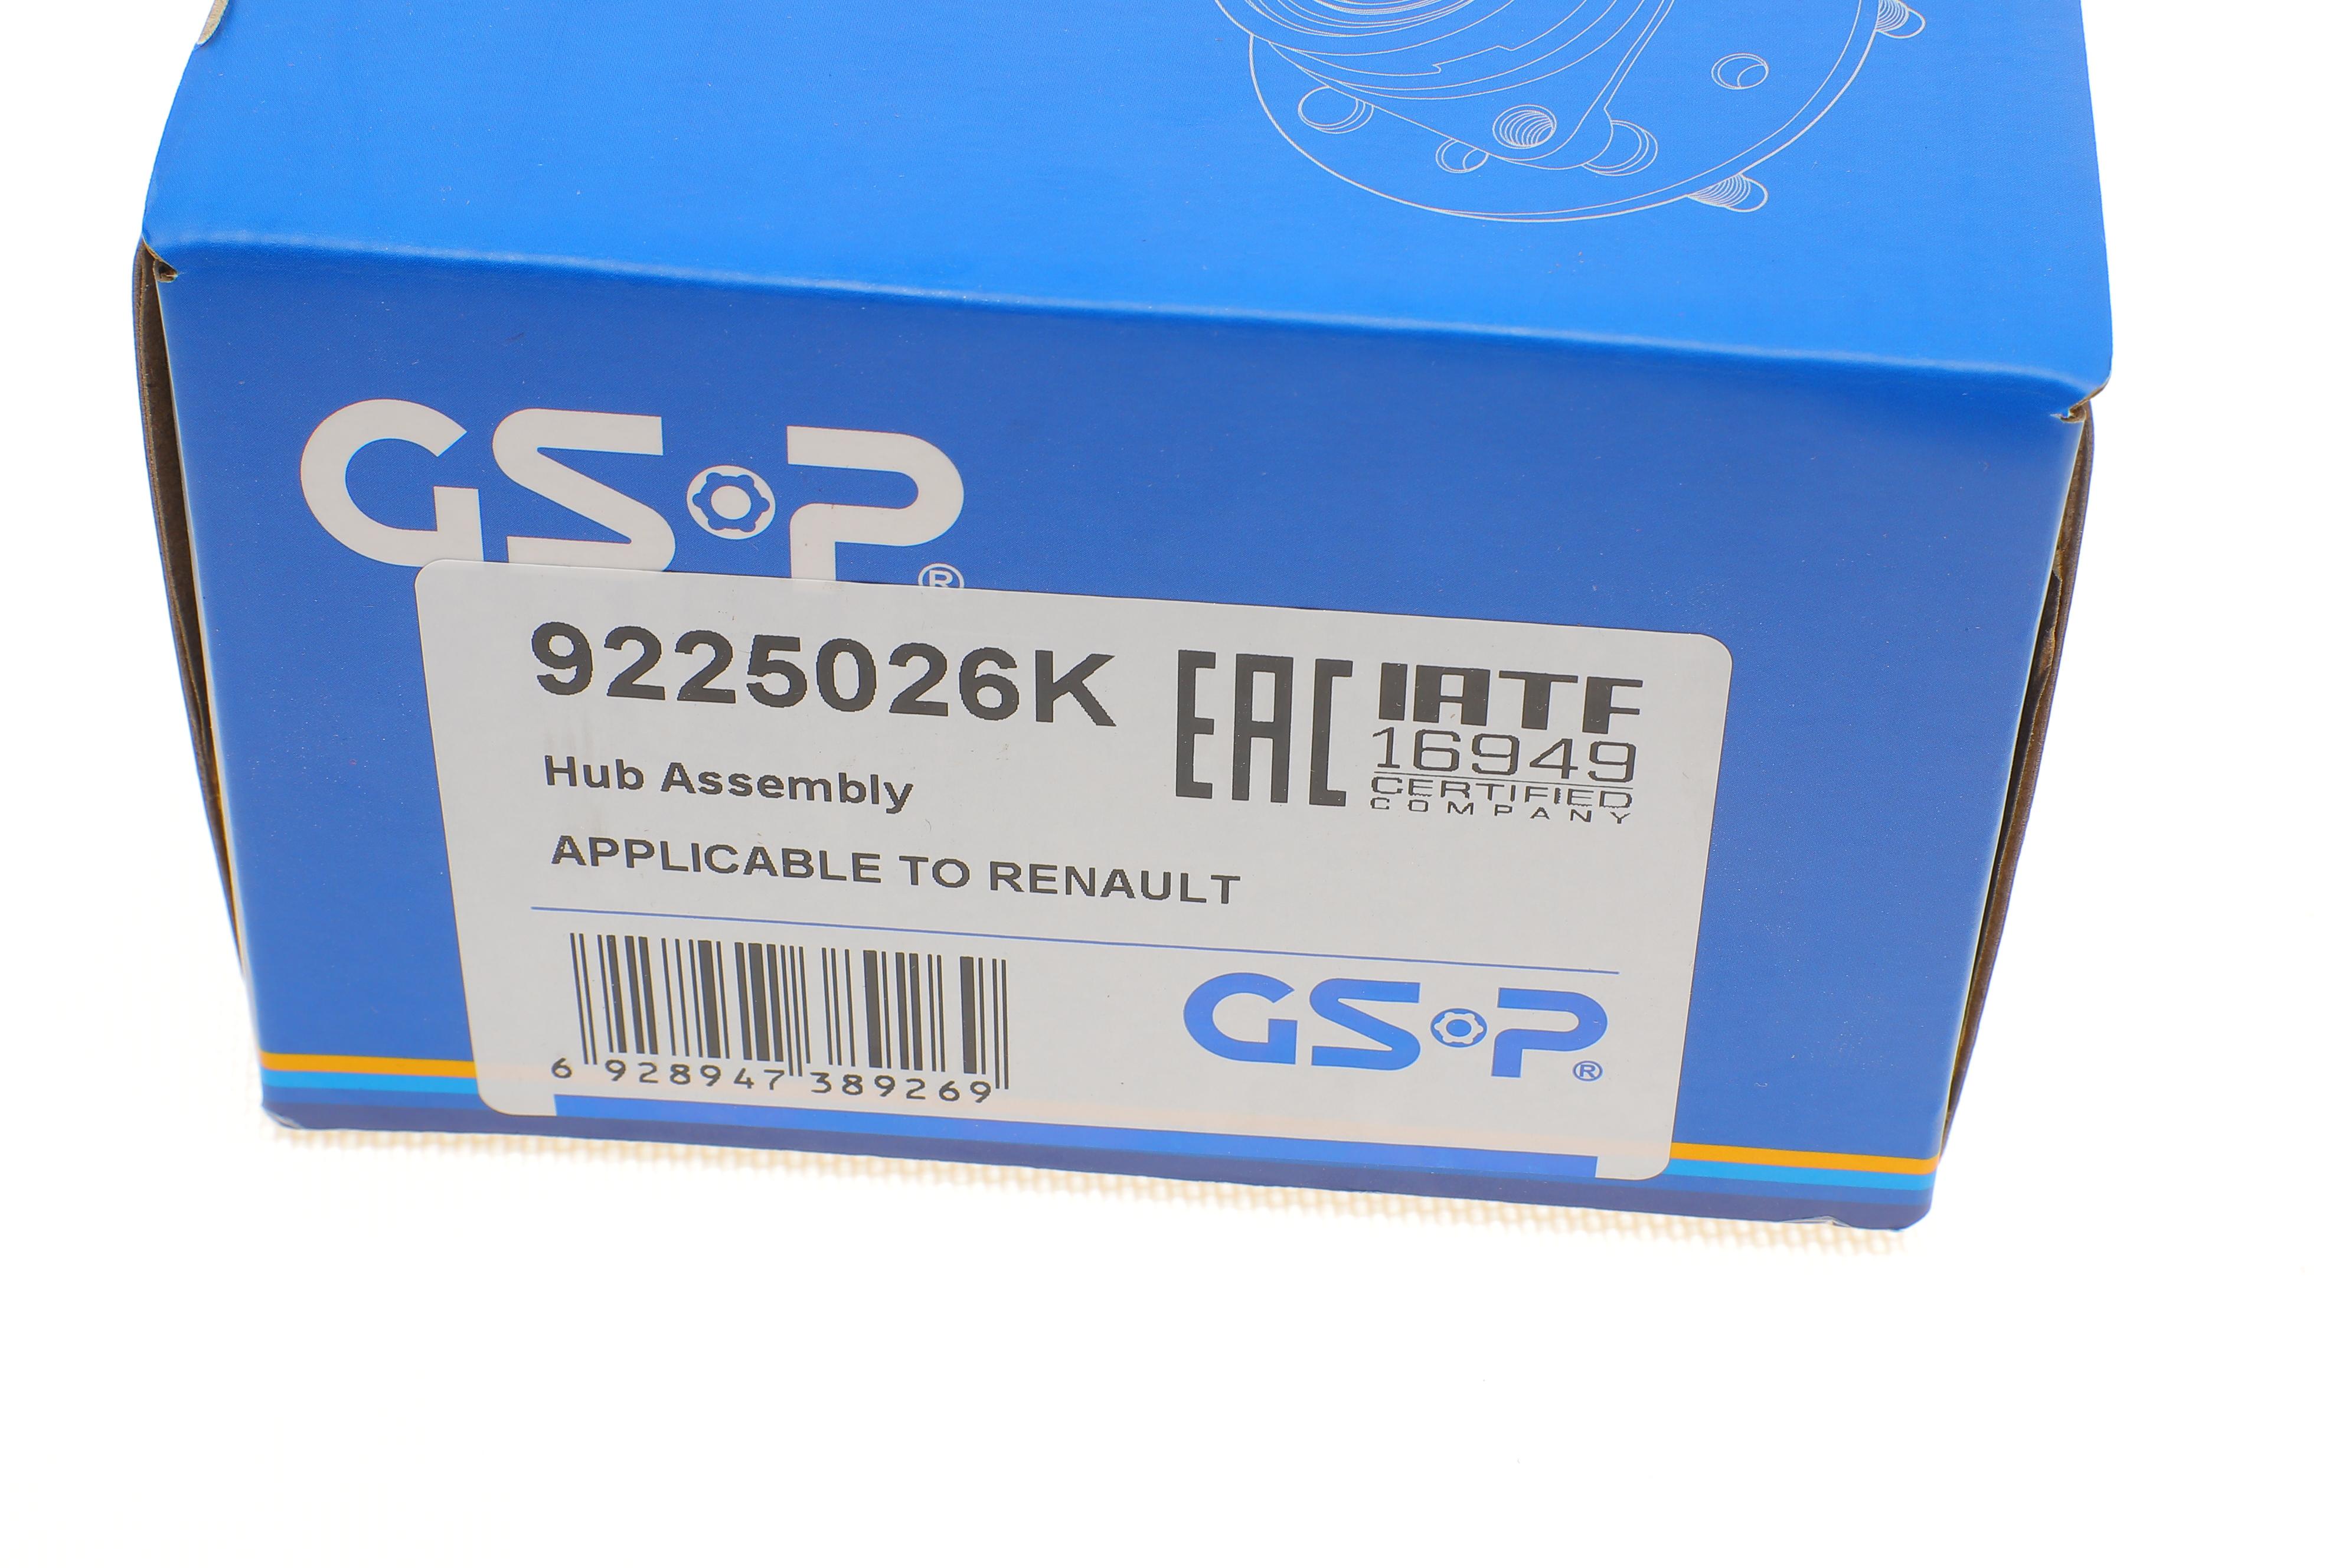 GSP®
9225026K
EAC
IATF
16949
CERTIFIED
COMPANY
Hub Assembly
APPLICABLE TO RENAULT
6 928947 389269
GSP®